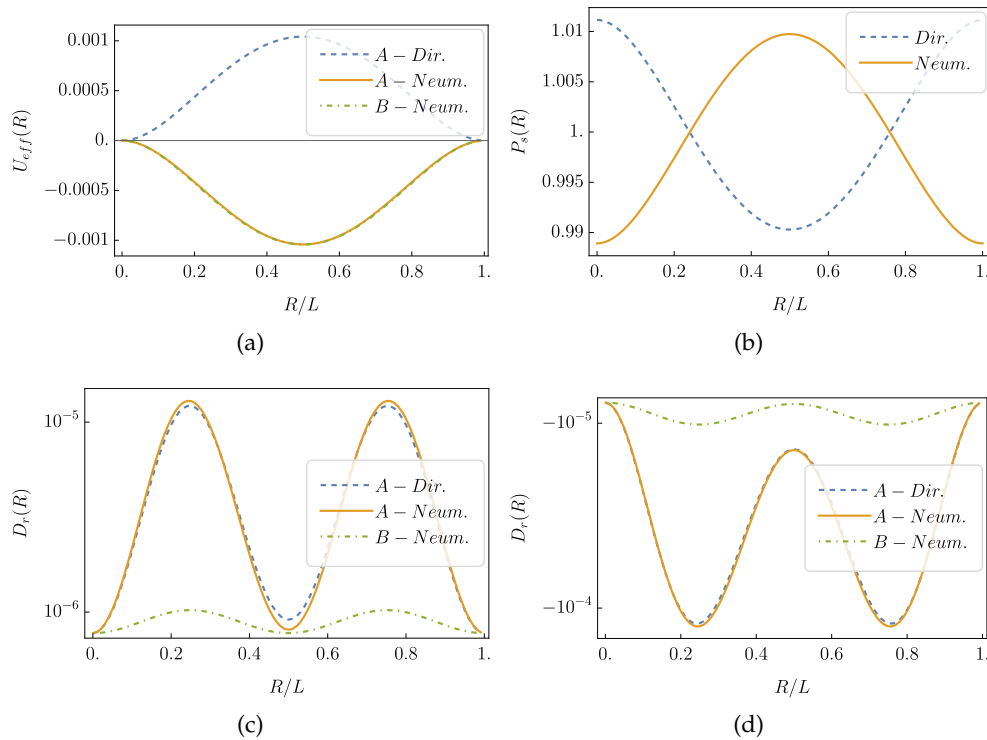 0.001
0.0005
0.
−0.0005
−0.001
U_eff(R)
A − Dir.
A − Neum.
B − Neum.
0. 0.2 0.4 0.6 0.8 1.
R/L
(a)
1.01
1.005
1.
0.995
0.99
P_s(R)
Dir.
Neum.
0. 0.2 0.4 0.6 0.8 1.
R/L
(b)
10^-5
10^-6
D_r(R)
A − Dir.
A − Neum.
B − Neum.
0. 0.2 0.4 0.6 0.8 1.
R/L
(c)
−10^-5
−10^-4
D_r(R)
A − Dir.
A − Neum.
B − Neum.
0. 0.2 0.4 0.6 0.8 1.
R/L
(d)